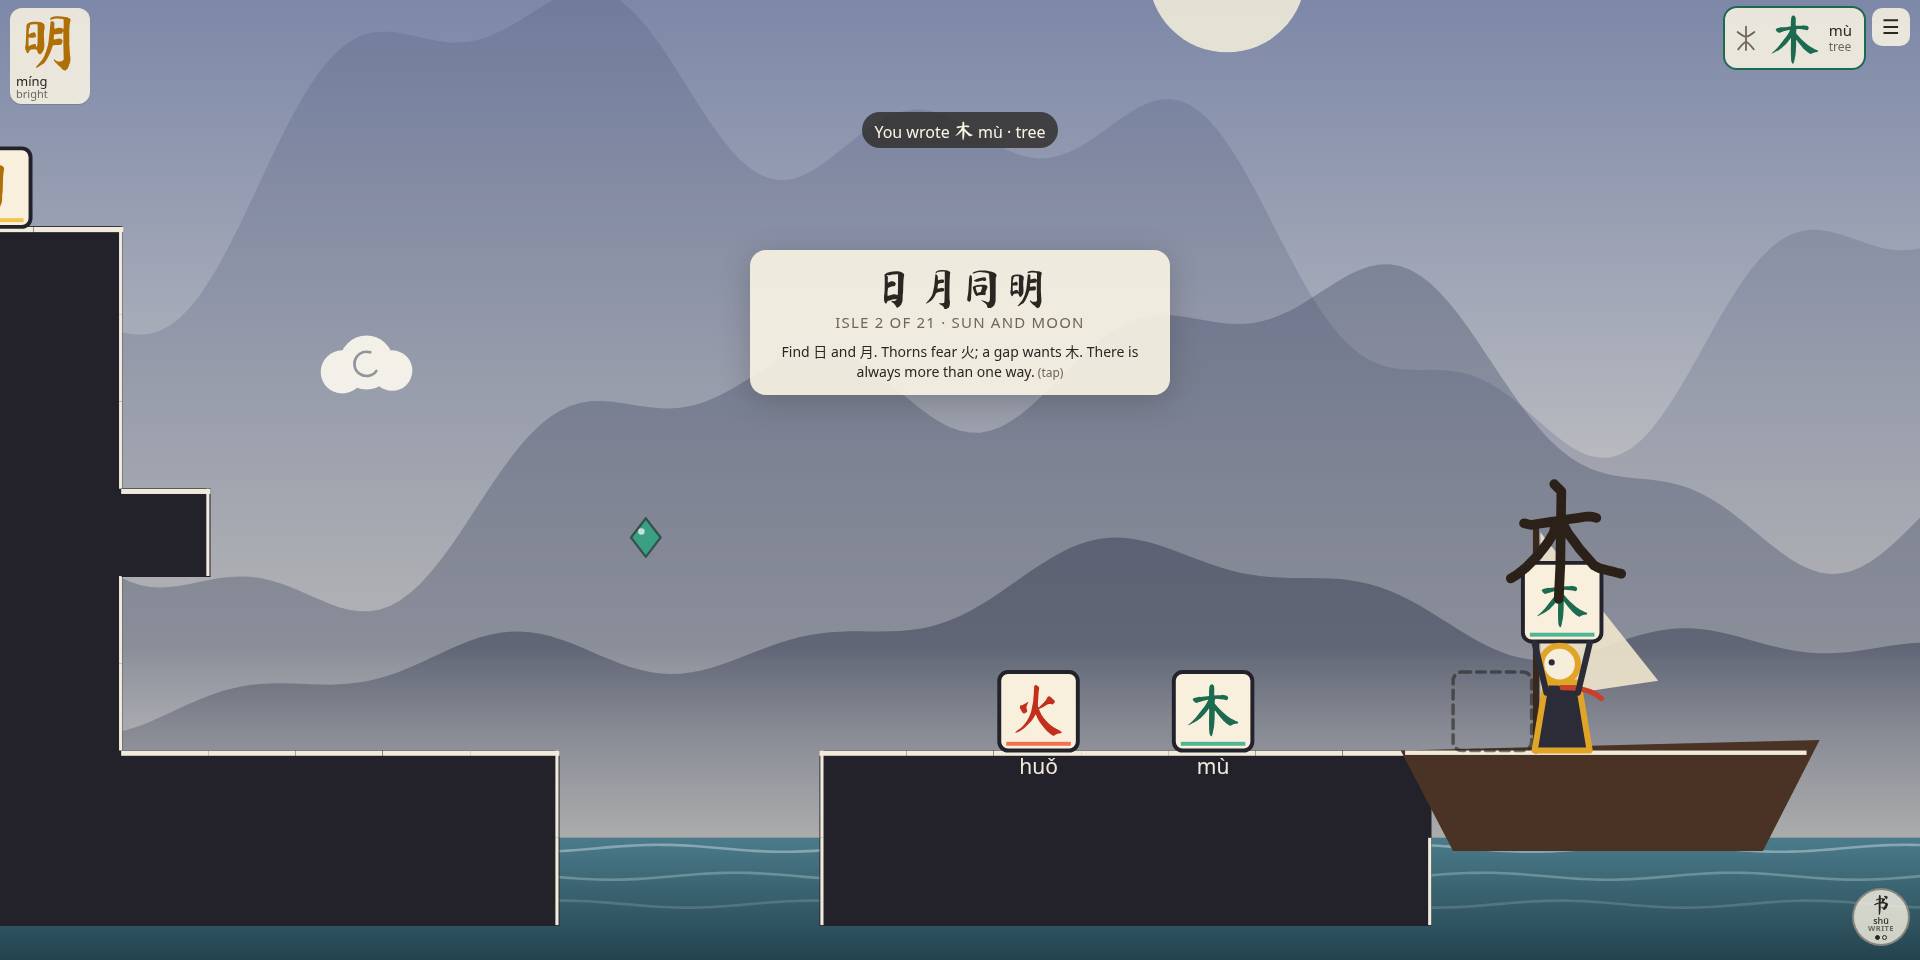 明
míng
bright
木
mù
tree
☰
You wrote 木 mù · tree
日月同明
ISLE 2 OF 21 · SUN AND MOON
Find 日 and 月. Thorns fear 火; a gap wants 木. There is
always more than one way. (tap)
木
木
火
木
huǒ
mù
书
shū
WRITE